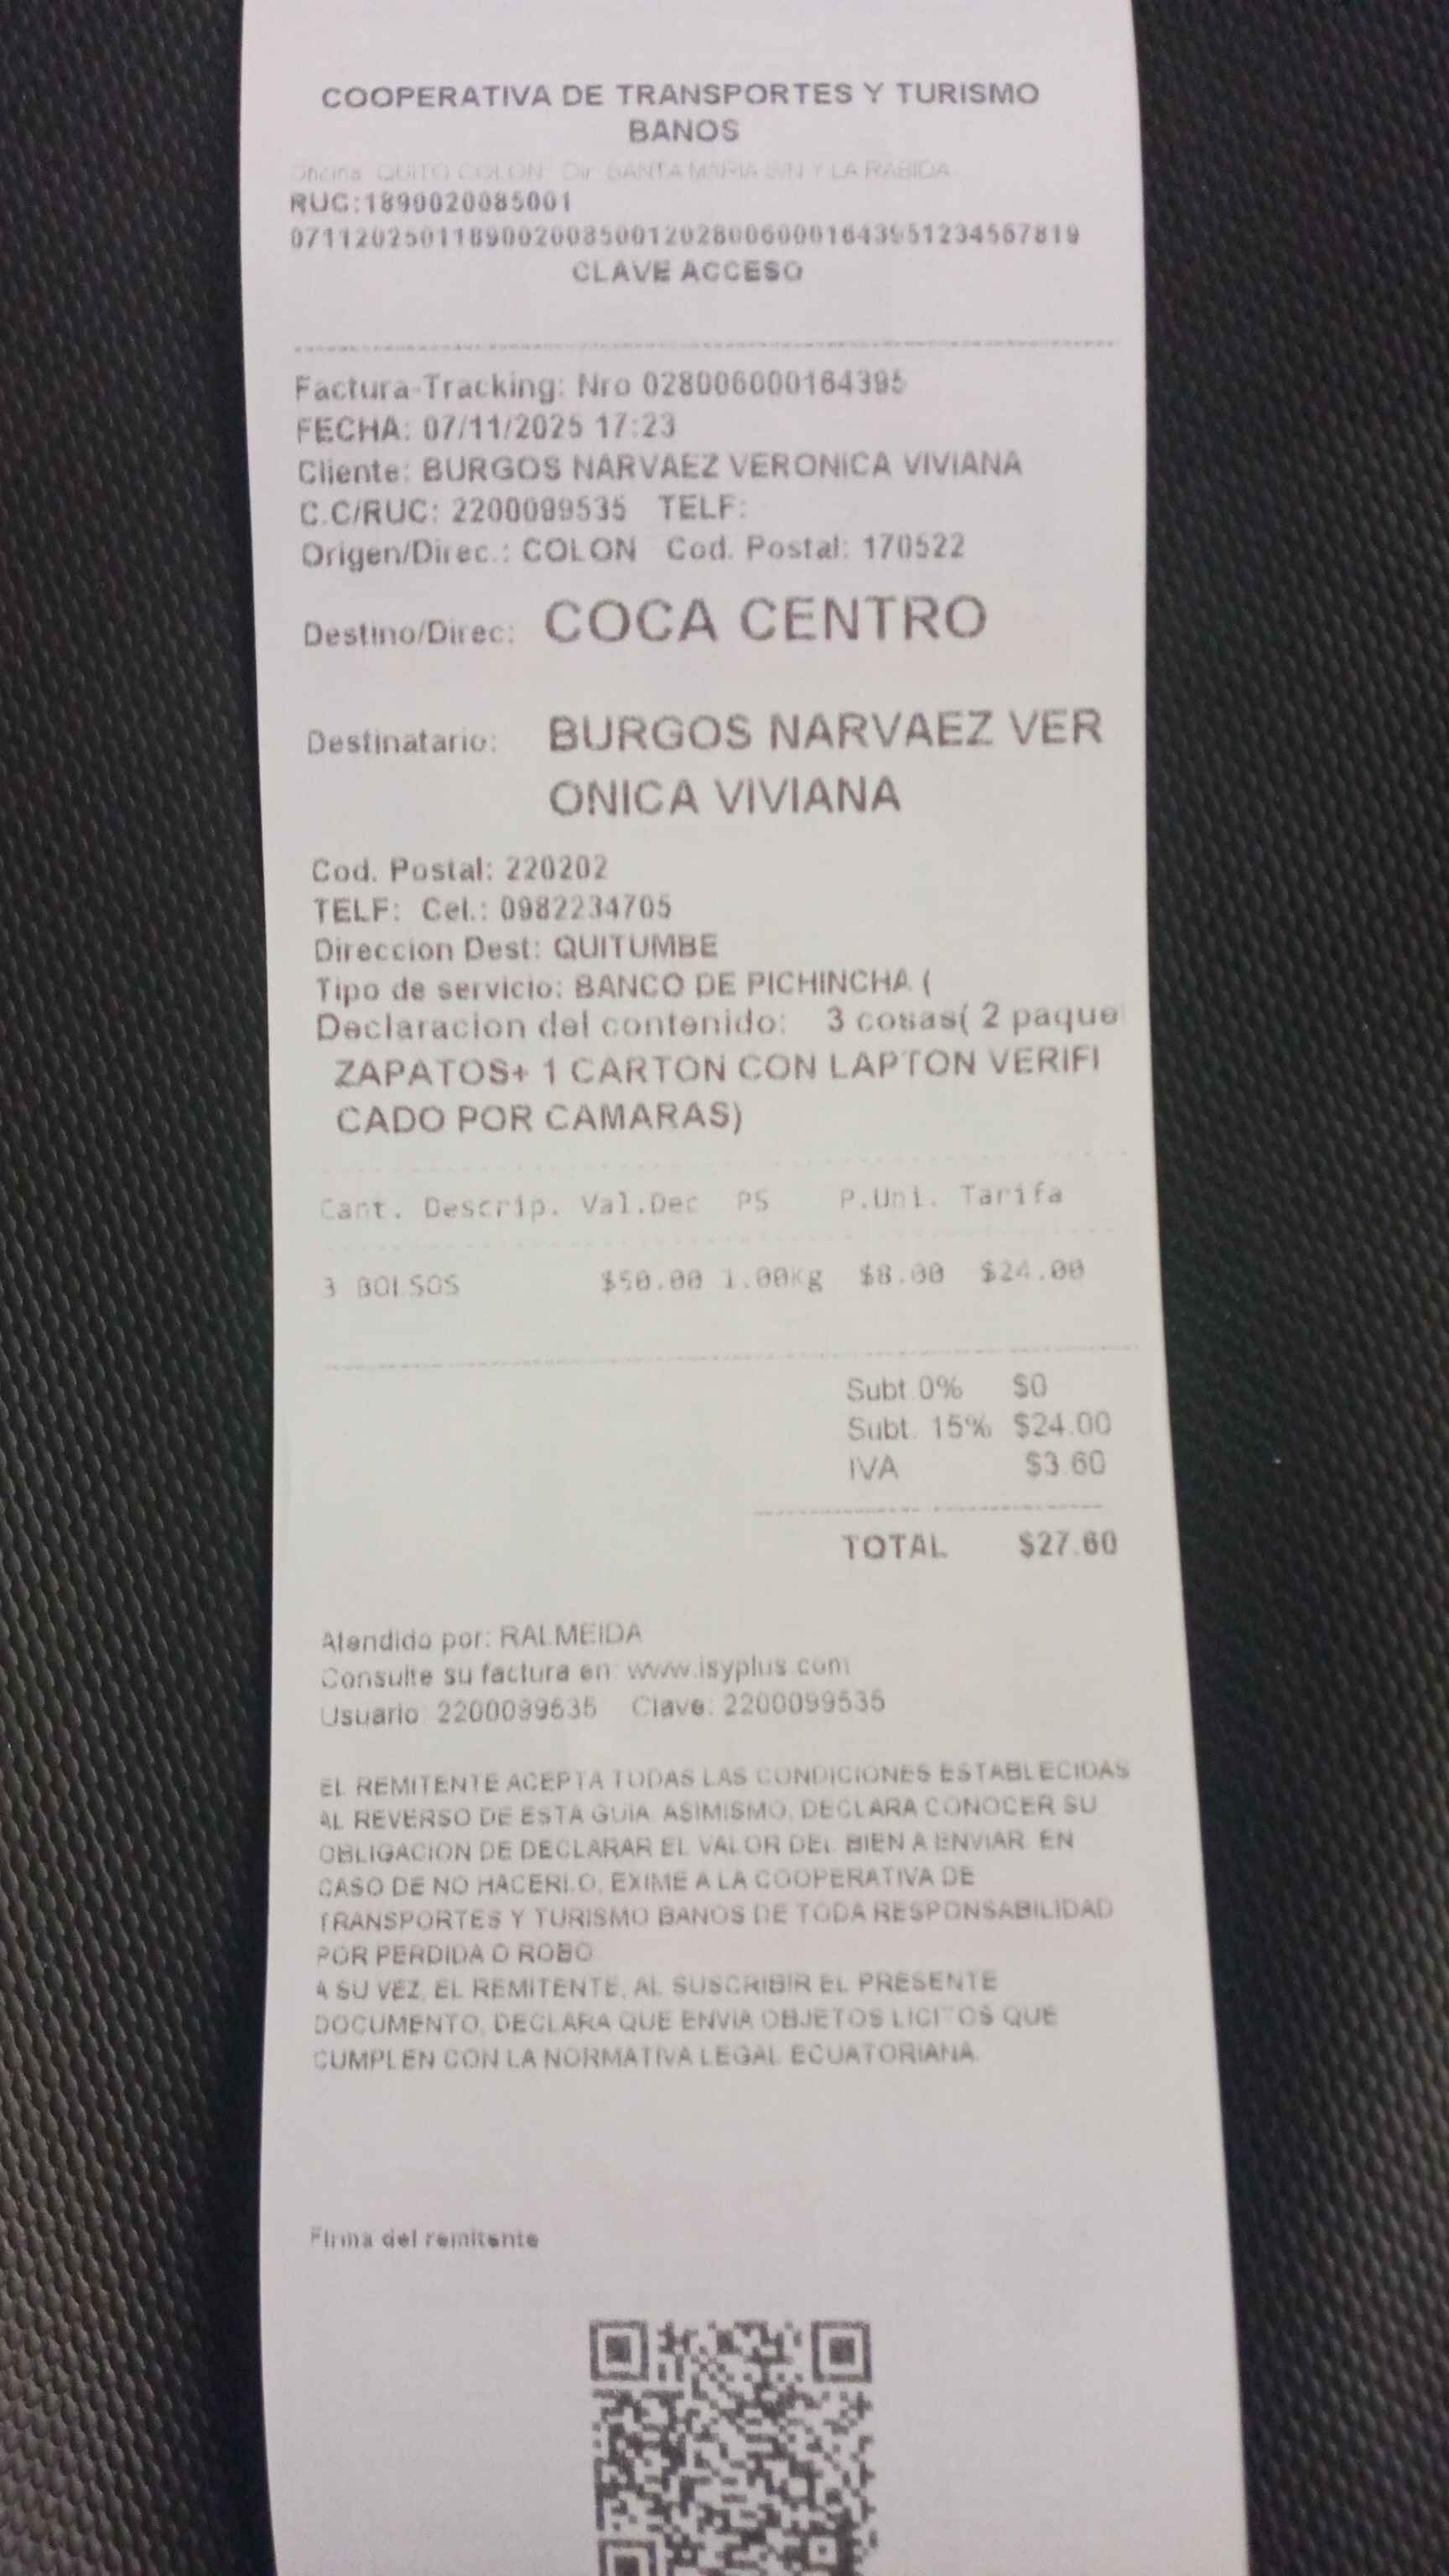 COOPERATIVA DE TRANSPORTES Y TURISMO
BANOS
Oficina: QUITO COLON Dir: SANTA MARIA S/N Y LA RABIDA
RUC:1890020085001
0711202501189002008500120280060001643951234567819
CLAVE ACCESO
Factura-Tracking: Nro 028006000164395
FECHA: 07/11/2025 17:23
Cliente: BURGOS NARVAEZ VERONICA VIVIANA
C.C/RUC: 2200099535 TELF:
Origen/Direc.: COLON Cod. Postal: 170522
Destino/Direc: COCA CENTRO
Destinatario: BURGOS NARVAEZ VER
ONICA VIVIANA
Cod. Postal: 220202
TELF: Cel.: 0982234705
Direccion Dest: QUITUMBE
Tipo de servicio: BANCO DE PICHINCHA (
Declaracion del contenido: 3 cosas( 2 paque
ZAPATOS+ 1 CARTON CON LAPTON VERIFI
CADO POR CAMARAS)
Cant. Descrip. Val.Dec PS P.Uni. Tarifa
3 BOLSOS $50.00 1.00Kg $8.00 $24.00
Subt.0% $0
Subt. 15% $24.00
IVA $3.60
TOTAL $27.60
Atendido por: RALMEIDA
Consulte su factura en: www.isyplus.com
Usuario: 2200099535 Clave: 2200099535
EL REMITENTE ACEPTA TODAS LAS CONDICIONES ESTABLECIDAS
AL REVERSO DE ESTA GUIA. ASIMISMO, DECLARA CONOCER SU
OBLIGACION DE DECLARAR EL VALOR DEL BIEN A ENVIAR. EN
CASO DE NO HACERLO, EXIME A LA COOPERATIVA DE
TRANSPORTES Y TURISMO BANOS DE TODA RESPONSABILIDAD
POR PERDIDA O ROBO
A SU VEZ, EL REMITENTE, AL SUSCRIBIR EL PRESENTE
DOCUMENTO, DECLARA QUE ENVIA OBJETOS LICITOS QUE
CUMPLEN CON LA NORMATIVA LEGAL ECUATORIANA.
Firma del remitente